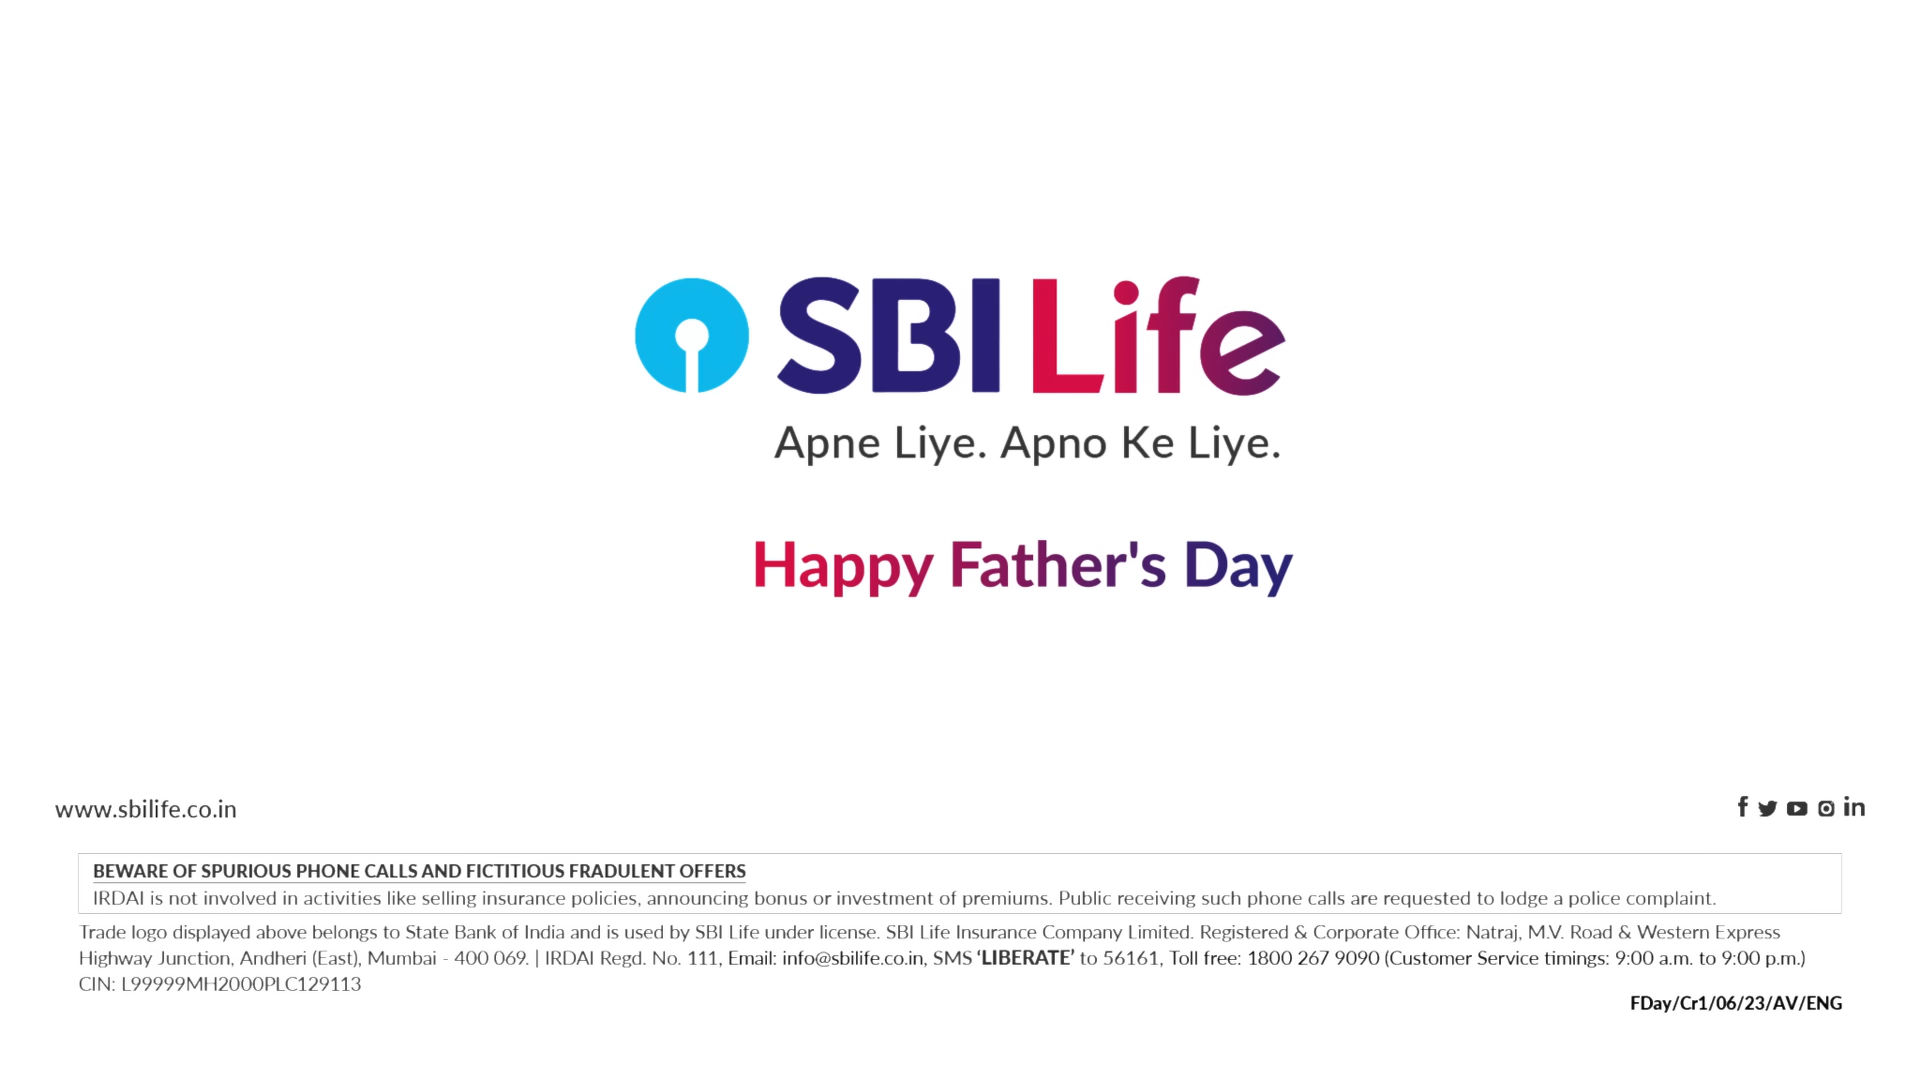 SBI Life
Apne Liye. Apno Ke Liye.
Happy Father's Day
www.sbilife.co.in
BEWARE OF SPURIOUS PHONE CALLS AND FICTITIOUS FRADULENT OFFERS
IRDAI is not involved in activities like selling insurance policies, announcing bonus or investment of premiums. Public receiving such phone calls are requested to lodge a police complaint.
Trade logo displayed above belongs to State Bank of India and is used by SBI Life under license. SBI Life Insurance Company Limited. Registered & Corporate Office: Natraj, M.V. Road & Western Express
Highway Junction, Andheri (East), Mumbai - 400 069. | IRDAI Regd. No. 111, Email: info@sbilife.co.in, SMS ‘LIBERATE’ to 56161, Toll free: 1800 267 9090 (Customer Service timings: 9:00 a.m. to 9:00 p.m.)
CIN: L99999MH2000PLC129113
FDay/Cr1/06/23/AV/ENG